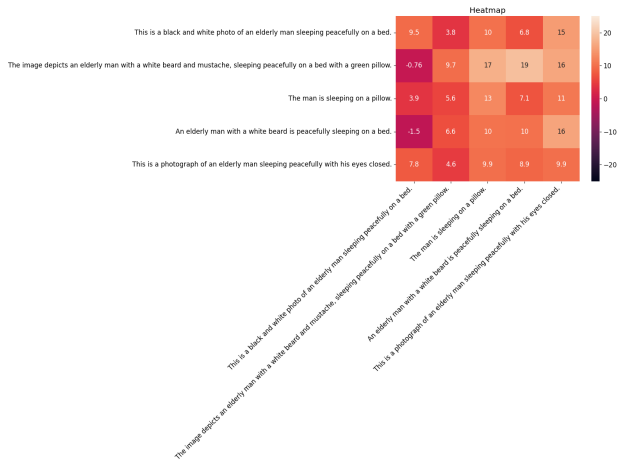 Heatmap
This is a black and white photo of an elderly man sleeping peacefully on a bed.
9.5 3.8 10 6.8 15
The image depicts an elderly man with a white beard and mustache, sleeping peacefully on a bed with a green pillow.
-0.76 9.7 17 19 16
The man is sleeping on a pillow.
3.9 5.6 13 7.1 11
An elderly man with a white beard is peacefully sleeping on a bed.
-1.5 6.6 10 10 16
This is a photograph of an elderly man sleeping peacefully with his eyes closed.
7.8 4.6 9.9 8.9 9.9
This is a black and white photo of an elderly man sleeping peacefully on a bed.
The image depicts an elderly man with a white beard and mustache, sleeping peacefully on a bed with a green pillow.
The man is sleeping on a pillow.
An elderly man with a white beard is peacefully sleeping on a bed.
This is a photograph of an elderly man sleeping peacefully with his eyes closed.
20
10
0
−10
−20